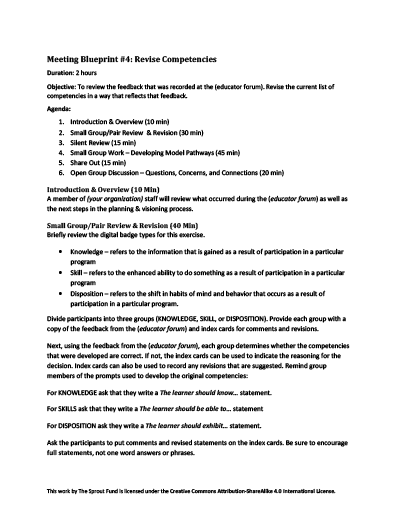 Meeting Blueprint #4: Revise Competencies
Duration: 2 hours
Objective: To review the feedback that was recorded at the (educator forum). Revise the current list of
competencies in a way that reflects that feedback.
Agenda:
1. Introduction & Overview (10 min)
2. Small Group/Pair Review & Revision (30 min)
3. Silent Review (15 min)
4. Small Group Work – Developing Model Pathways (45 min)
5. Share Out (15 min)
6. Open Group Discussion – Questions, Concerns, and Connections (20 min)
Introduction & Overview (10 Min)
A member of (your organization) staff will review what occurred during the (educator forum) as well as
the next steps in the planning & visioning process.
Small Group/Pair Review & Revision (40 Min)
Briefly review the digital badge types for this exercise.
• Knowledge – refers to the information that is gained as a result of participation in a particular
program
• Skill – refers to the enhanced ability to do something as a result of participation in a particular
program
• Disposition – refers to the shift in habits of mind and behavior that occurs as a result of
participation in a particular program.
Divide participants into three groups (KNOWLEDGE, SKILL, or DISPOSITION). Provide each group with a
copy of the feedback from the (educator forum) and index cards for comments and revisions.
Next, using the feedback from the (educator forum), each group determines whether the competencies
that were developed are correct. If not, the index cards can be used to indicate the reasoning for the
decision. Index cards can also be used to record any revisions that are suggested. Remind group
members of the prompts used to develop the original competencies:
For KNOWLEDGE ask that they write a The learner should know… statement.
For SKILLS ask that they write a The learner should be able to… statement
For DISPOSITION ask they write a The learner should exhibit… statement.
Ask the participants to put comments and revised statements on the index cards. Be sure to encourage
full statements, not one word answers or phrases.
This work by The Sprout Fund is licensed under the Creative Commons Attribution-ShareAlike 4.0 International License.